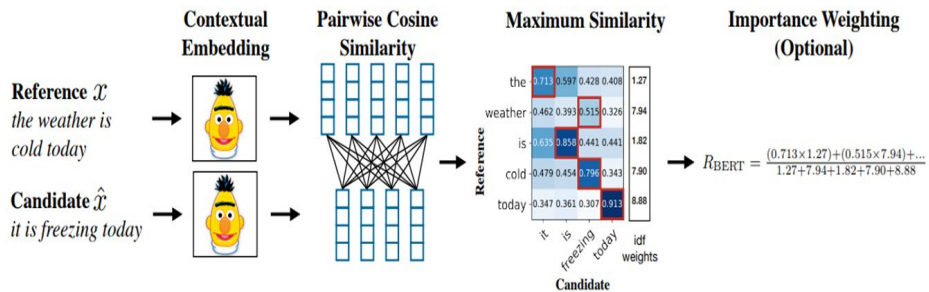 Contextual
Embedding
Pairwise Cosine
Similarity
Maximum Similarity
Importance Weighting
(Optional)
Reference x
the weather is
cold today
Candidate x̂
it is freezing today
Reference
the 0.713 0.597 0.428 0.408 1.27
weather 0.462 0.393 0.515 0.326 7.94
is 0.635 0.858 0.441 0.441 1.82
cold 0.479 0.454 0.796 0.343 7.90
today 0.347 0.361 0.307 0.913 8.88
it is freezing today
idf
weights
Candidate
R_BERT = (0.713×1.27)+(0.515×7.94)+... / 1.27+7.94+1.82+7.90+8.88